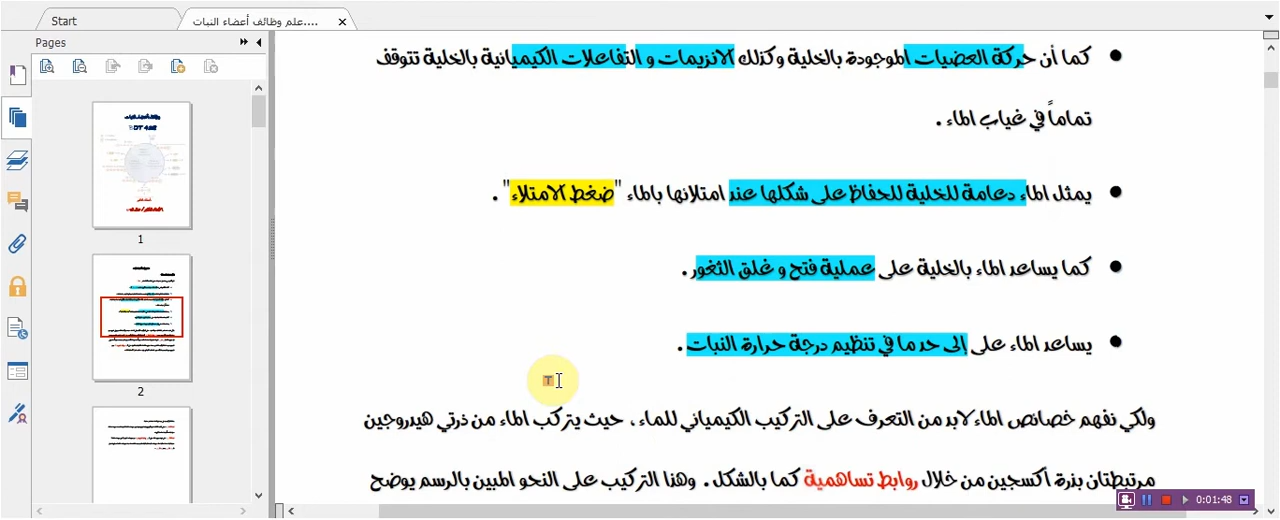 Start
علم وظائف أعضاء النبات....
Pages
1
2
كما أن حركة العضيات الموجودة بالخلية وكذلك الانزيمات و التفاعلات الكيميائية بالخلية تتوقف
تماماً في غياب الماء .
يمثل الماء دعامة للخلية للحفاظ على شكلها عند امتلائها بالماء "ضغط الامتلاء" .
كما يساعد الماء بالخلية على عملية فتح و غلق الثغور .
يساعد الماء على إلى حد ما في تنظيم درجة حرارة النبات .
ولكي نفهم خصائص الماء لابد من التعرف على التركيب الكيميائي للماء ، حيث يتركب الماء من ذرتي هيدروجين
مرتبطتان بذرة أكسجين من خلال روابط تساهمية كما بالشكل . وهذا التركيب على النحو المبين بالرسم يوضح
0:01:48